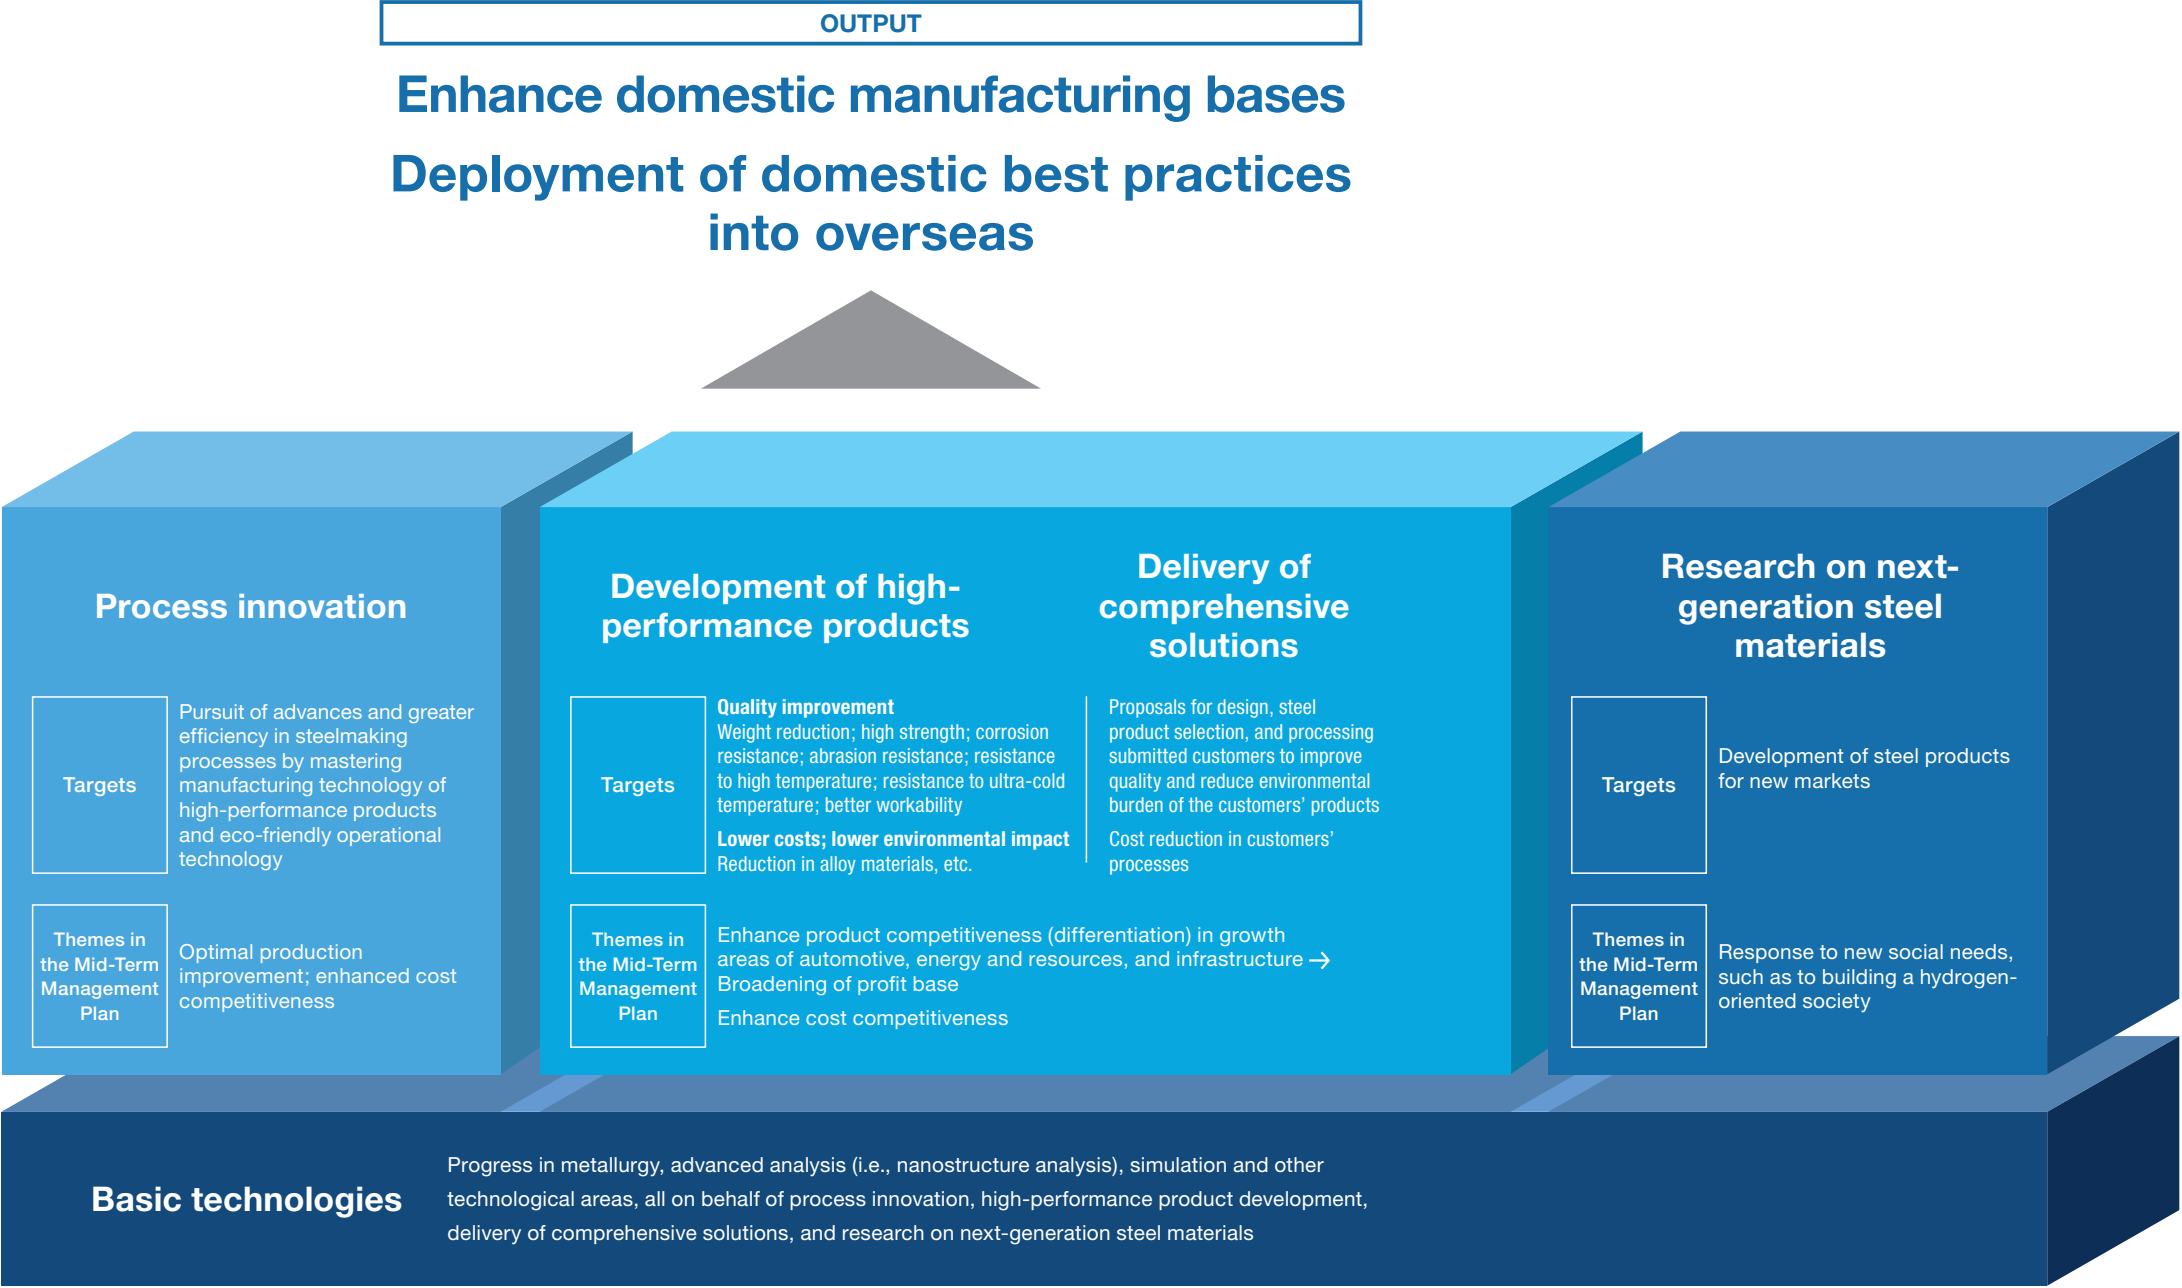 OUTPUT
Enhance domestic manufacturing bases
Deployment of domestic best practices
into overseas
Process innovation
Targets
Pursuit of advances and greater
efficiency in steelmaking
processes by mastering
manufacturing technology of
high-performance products
and eco-friendly operational
technology
Themes in
the Mid-Term
Management
Plan
Optimal production
improvement; enhanced cost
competitiveness
Development of high-
performance products
Delivery of
comprehensive
solutions
Targets
Quality improvement
Weight reduction; high strength; corrosion
resistance; abrasion resistance; resistance
to high temperature; resistance to ultra-cold
temperature; better workability
Lower costs; lower environmental impact
Reduction in alloy materials, etc.
Proposals for design, steel
product selection, and processing
submitted customers to improve
quality and reduce environmental
burden of the customers’ products
Cost reduction in customers’
processes
Themes in
the Mid-Term
Management
Plan
Enhance product competitiveness (differentiation) in growth
areas of automotive, energy and resources, and infrastructure →
Broadening of profit base
Enhance cost competitiveness
Research on next-
generation steel
materials
Targets
Development of steel products
for new markets
Themes in
the Mid-Term
Management
Plan
Response to new social needs,
such as to building a hydrogen-
oriented society
Basic technologies
Progress in metallurgy, advanced analysis (i.e., nanostructure analysis), simulation and other
technological areas, all on behalf of process innovation, high-performance product development,
delivery of comprehensive solutions, and research on next-generation steel materials